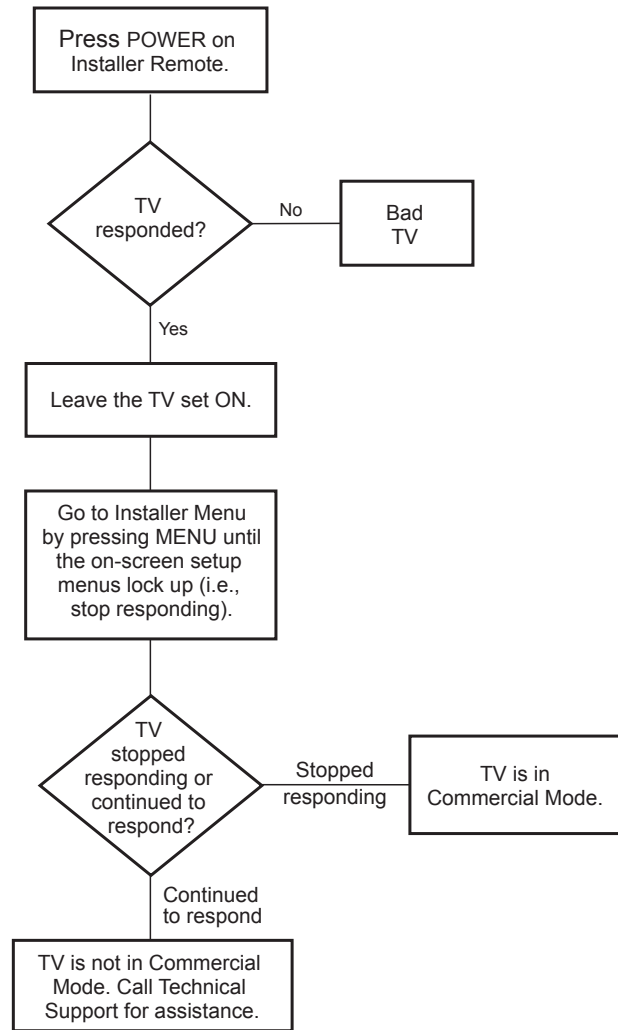 Press POWER on
Installer Remote.
TV
responded?
No
Bad
TV
Yes
Leave the TV set ON.
Go to Installer Menu
by pressing MENU until
the on-screen setup
menus lock up (i.e.,
stop responding).
TV
stopped
responding or
continued to
respond?
Stopped
responding
TV is in
Commercial Mode.
Continued
to respond
TV is not in Commercial
Mode. Call Technical
Support for assistance.